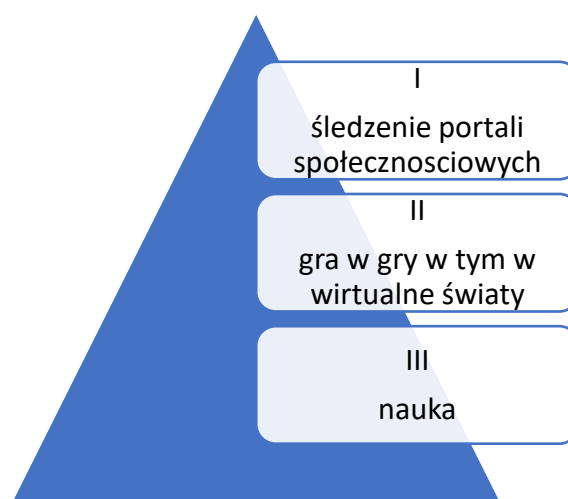 I
śledzenie portali
społecznosciowych
II
gra w gry w tym w
wirtualne światy
III
nauka